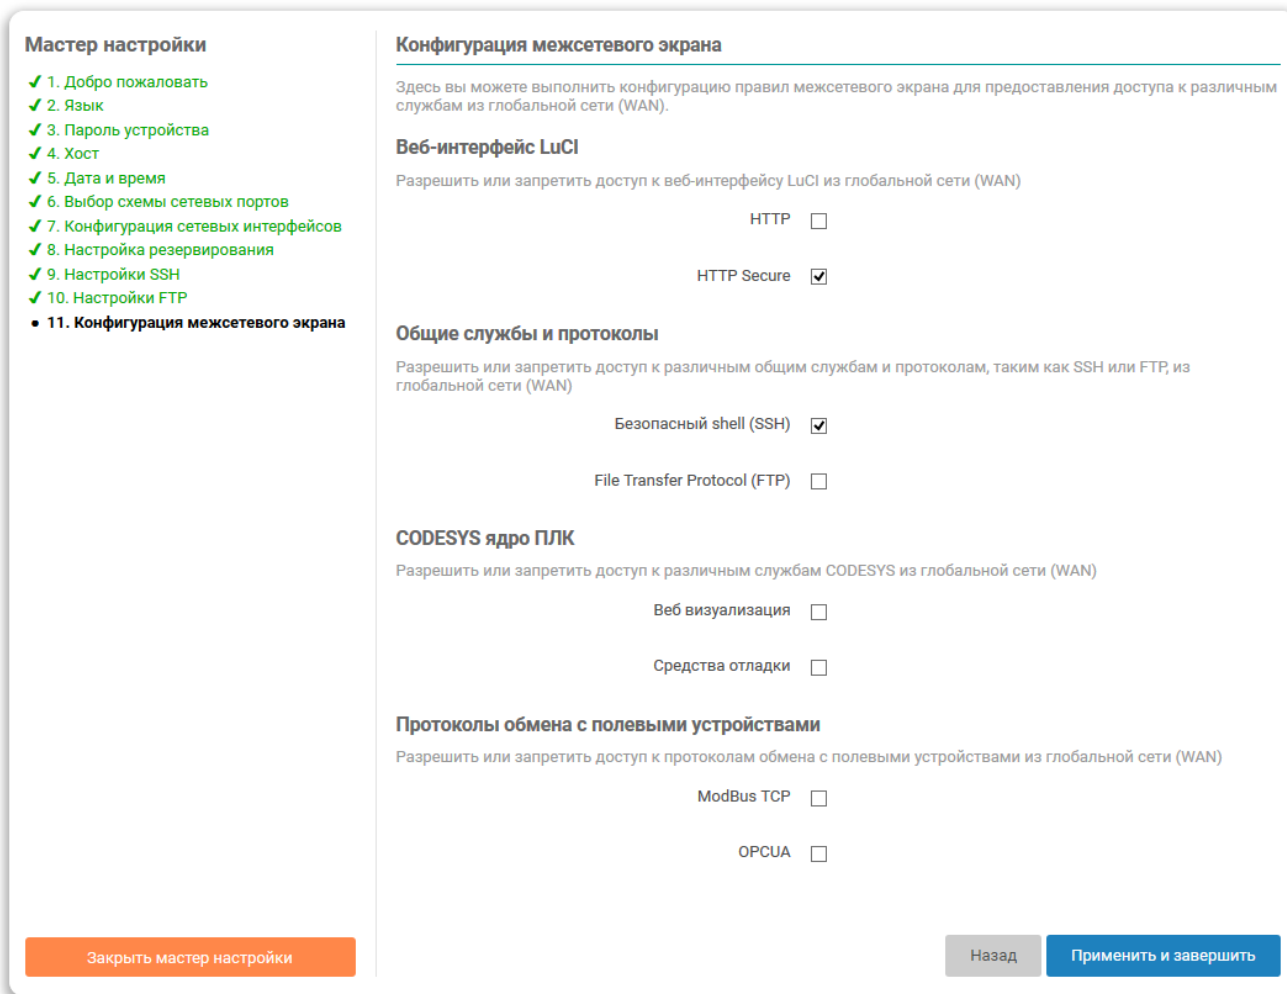 Мастер настройки
✔ 1. Добро пожаловать
✔ 2. Язык
✔ 3. Пароль устройства
✔ 4. Хост
✔ 5. Дата и время
✔ 6. Выбор схемы сетевых портов
✔ 7. Конфигурация сетевых интерфейсов
✔ 8. Настройка резервирования
✔ 9. Настройки SSH
✔ 10. Настройки FTP
• 11. Конфигурация межсетевого экрана
Закрыть мастер настройки
Конфигурация межсетевого экрана
Здесь вы можете выполнить конфигурацию правил межсетевого экрана для предоставления доступа к различным
службам из глобальной сети (WAN).
Веб-интерфейс LuCI
Разрешить или запретить доступ к веб-интерфейсу LuCI из глобальной сети (WAN)
HTTP
HTTP Secure
Общие службы и протоколы
Разрешить или запретить доступ к различным общим службам и протоколам, таким как SSH или FTP, из
глобальной сети (WAN)
Безопасный shell (SSH)
File Transfer Protocol (FTP)
CODESYS ядро ПЛК
Разрешить или запретить доступ к различным службам CODESYS из глобальной сети (WAN)
Веб визуализация
Средства отладки
Протоколы обмена с полевыми устройствами
Разрешить или запретить доступ к протоколам обмена с полевыми устройствами из глобальной сети (WAN)
ModBus TCP
OPCUA
Назад
Применить и завершить